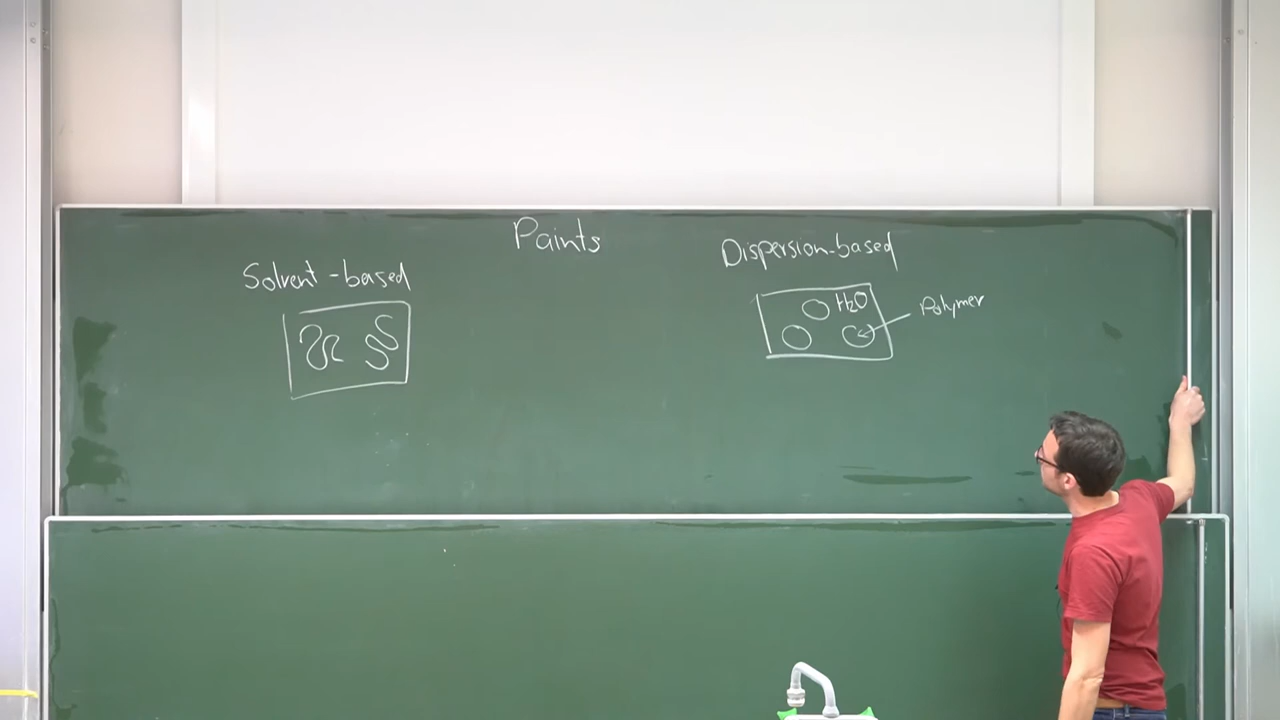 Paints
Solvent-based
Dispersion-based
H₂O
Polymer